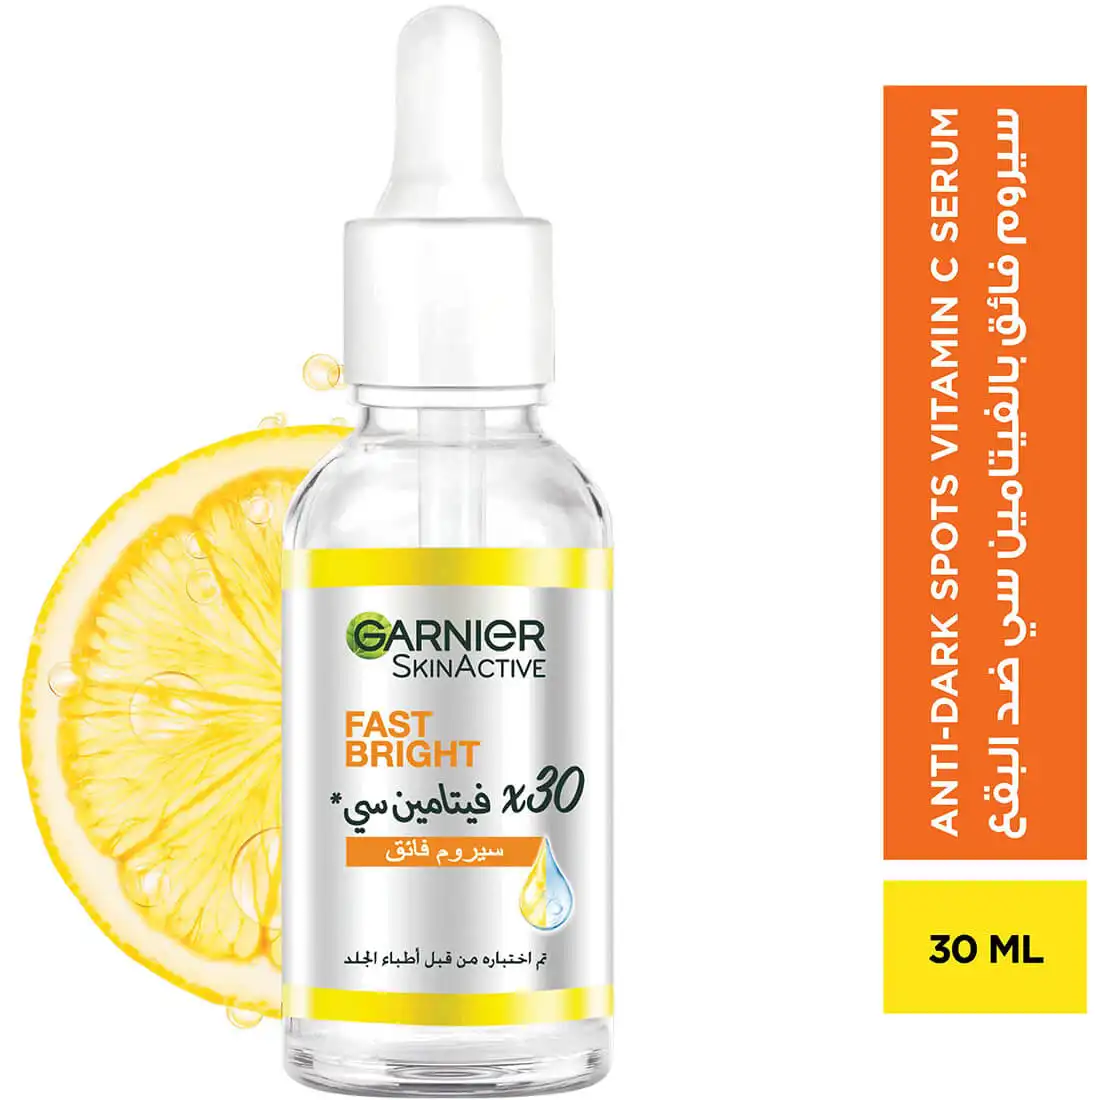 GARNIER
SKINACTIVE
FAST
BRIGHT
x30 فيتامين سي*
سيروم فائق
تم اختباره من قبل أطباء الجلد
ANTI-DARK SPOTS VITAMIN C SERUM
سيروم فائق بالفيتامين سي ضد البقع
30 ML